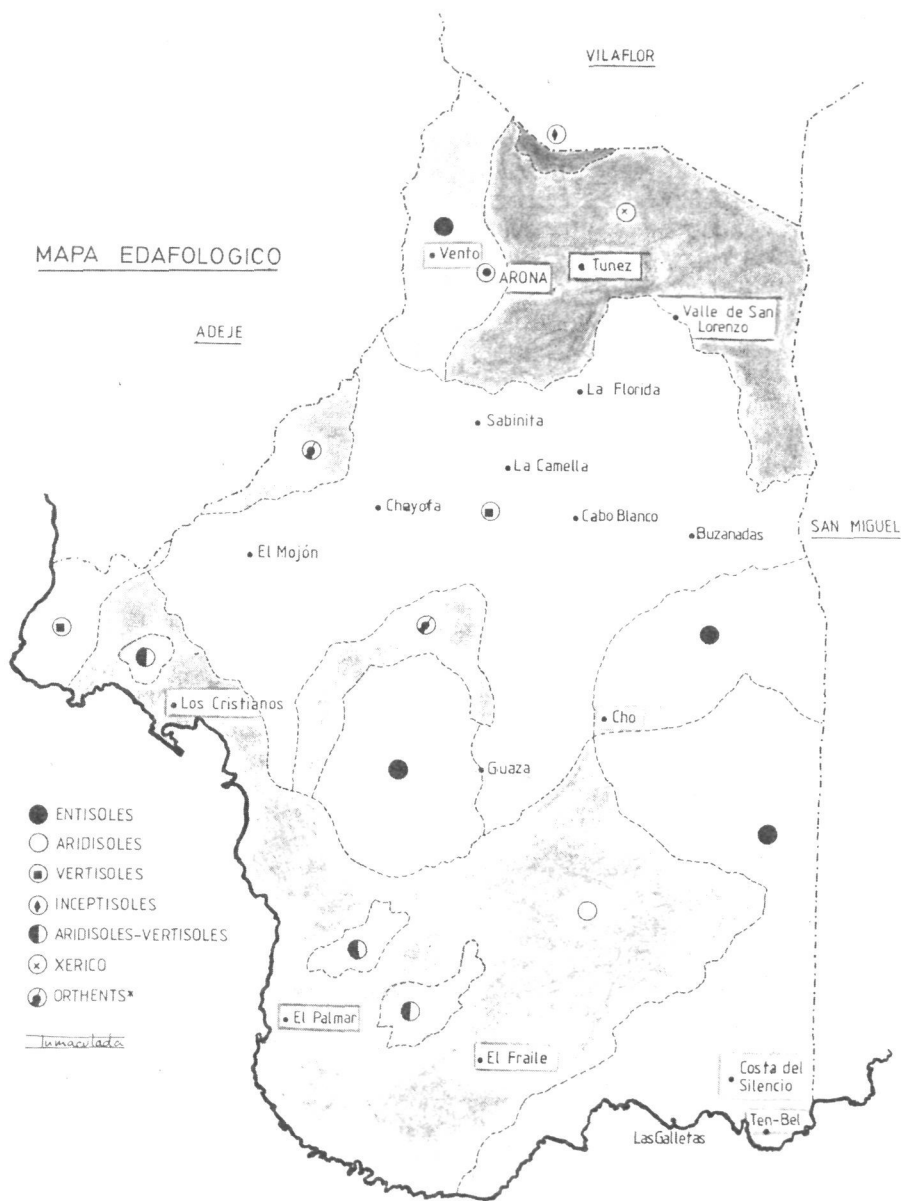 VILAFLOR
MAPA EDAFOLOGICO
Vento
ARONA
Tunez
Valle de San
Lorenzo
ADEJE
La Florida
Sabinita
La Camella
Chayofa
Cabo Blanco
Buzanadas
SAN MIGUEL
El Mojón
Los Cristianos
Cho
Guaza
ENTISOLES
ARIDISOLES
VERTISOLES
INCEPTISOLES
ARIDISOLES-VERTISOLES
XERICO
ORTHENTS*
Inmaculada
El Palmar
El Fraile
Costa del
Silencio
Ten-Bel
Las Galletas